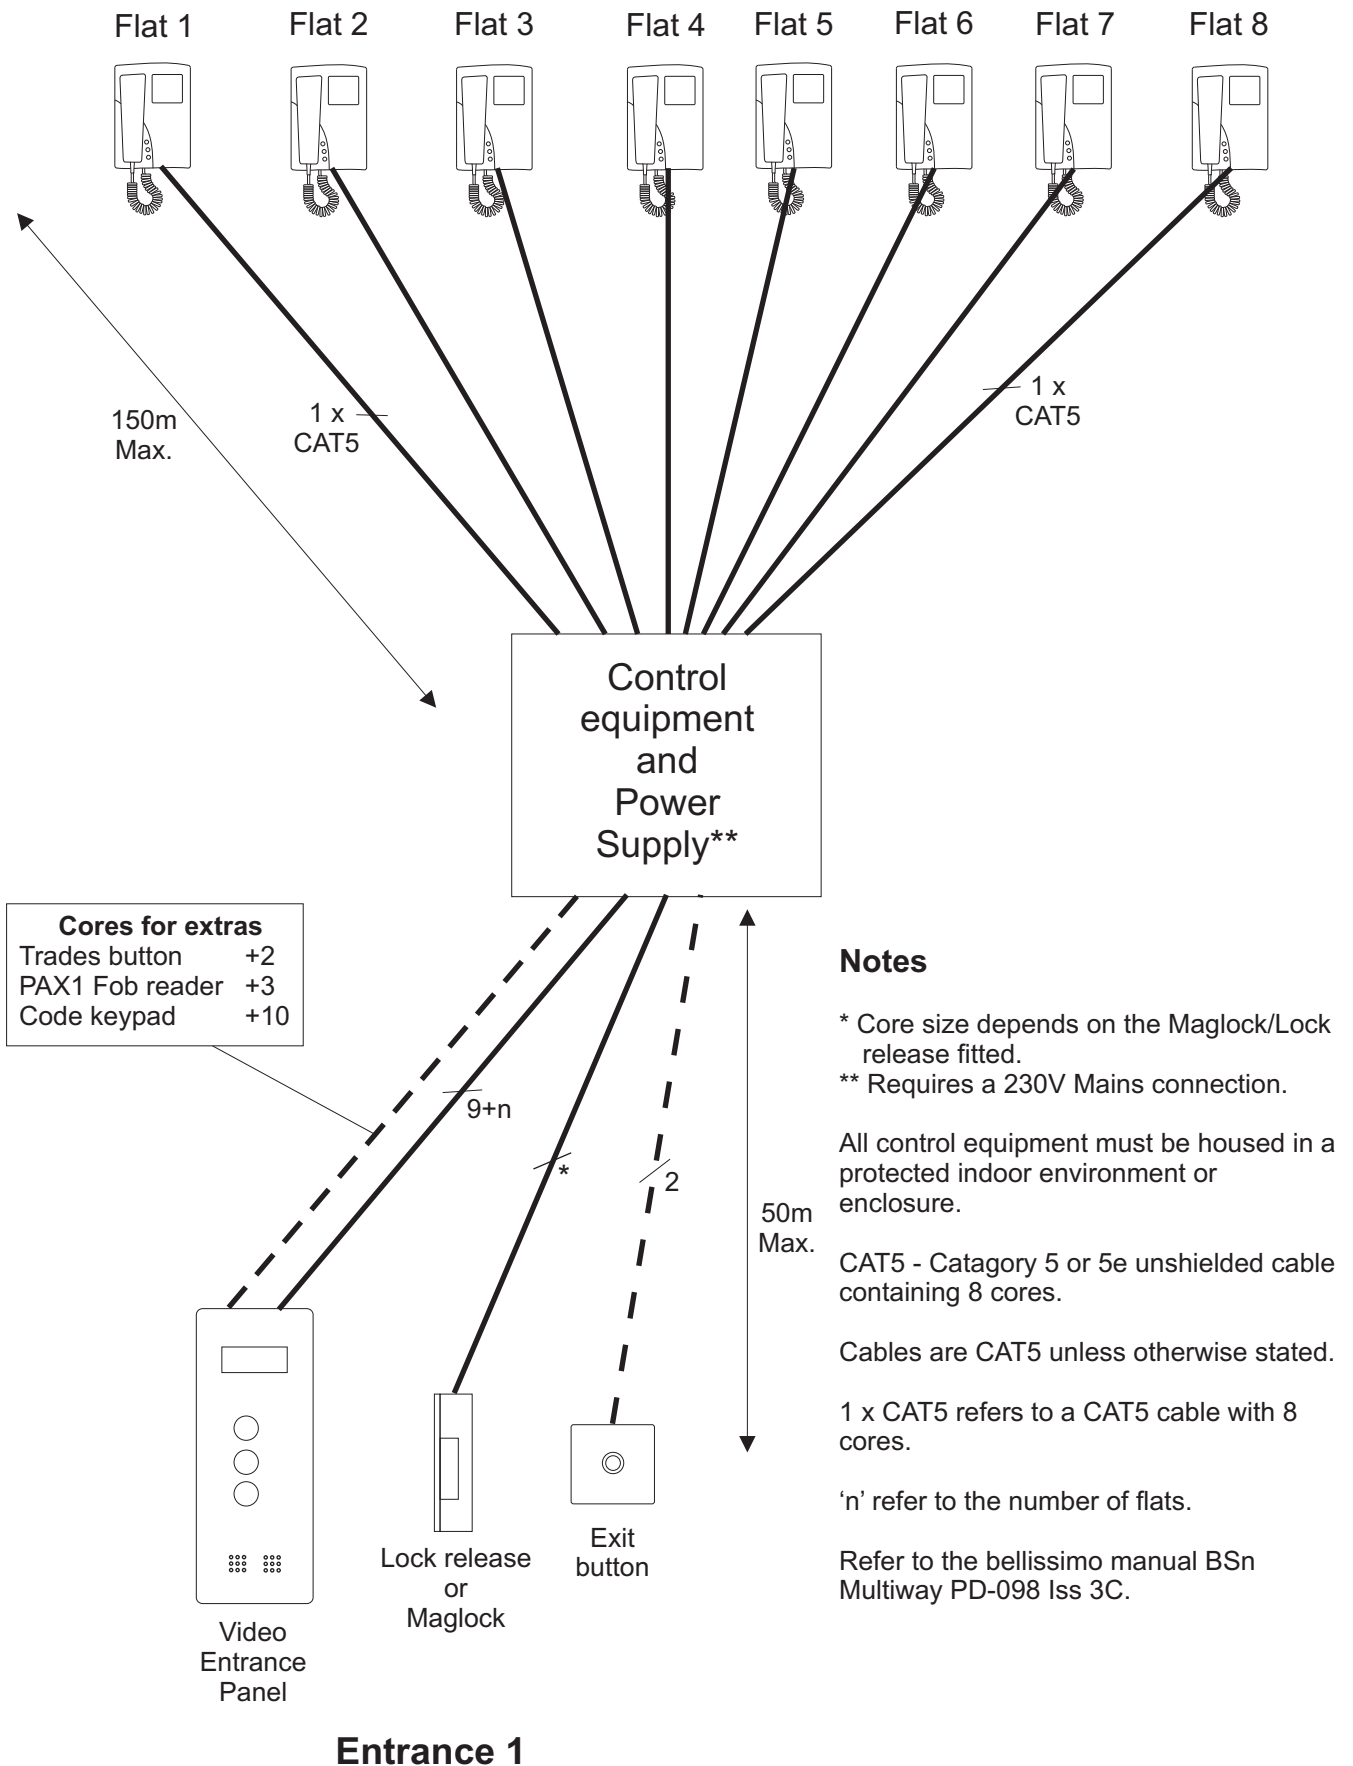 Flat 1 Flat 2 Flat 3 Flat 4 Flat 5 Flat 6 Flat 7 Flat 8
150m
Max.
1 x
CAT5
1 x
CAT5
Control
equipment
and
Power
Supply**
Cores for extras
Trades button +2
PAX1 Fob reader +3
Code keypad +10
9+n
*
2
50m
Max.
Notes
* Core size depends on the Maglock/Lock
release fitted.
** Requires a 230V Mains connection.
All control equipment must be housed in a
protected indoor environment or
enclosure.
CAT5 - Catagory 5 or 5e unshielded cable
containing 8 cores.
Cables are CAT5 unless otherwise stated.
1 x CAT5 refers to a CAT5 cable with 8
cores.
‘n’ refer to the number of flats.
Refer to the bellissimo manual BSn
Multiway PD-098 Iss 3C.
Video
Entrance
Panel
Lock release
or
Maglock
Exit
button
Entrance 1